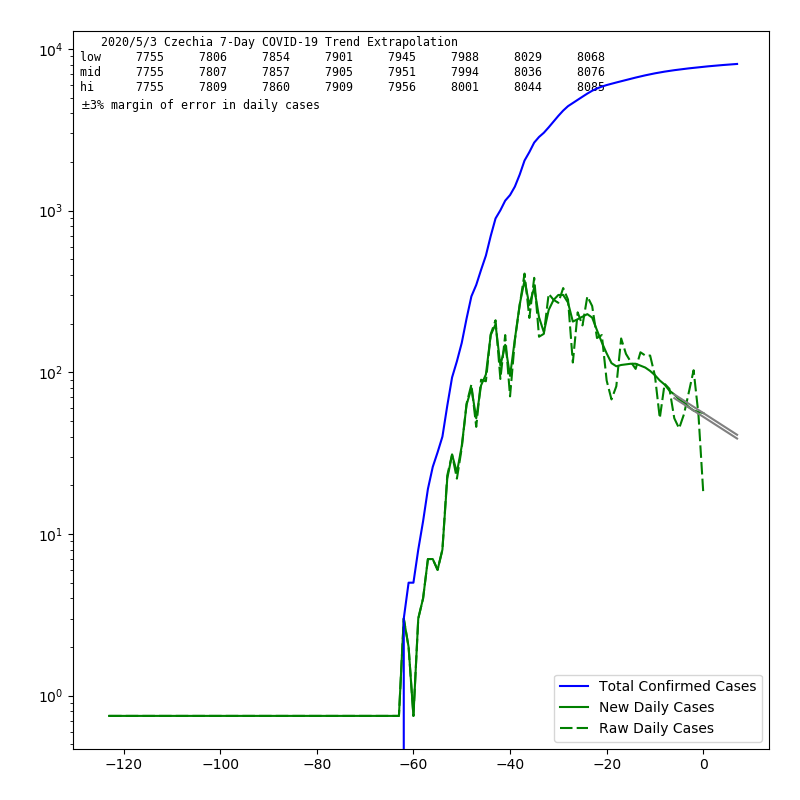 2020/5/3 Czechia 7-Day COVID-19 Trend Extrapolation
low 7755 7806 7854 7901 7945 7988 8029 8068
mid 7755 7807 7857 7905 7951 7994 8036 8076
hi 7755 7809 7860 7909 7956 8001 8044 8085
±3% margin of error in daily cases
10⁴
10³
10²
10¹
10⁰
Total Confirmed Cases
New Daily Cases
Raw Daily Cases
−120 −100 −80 −60 −40 −20 0